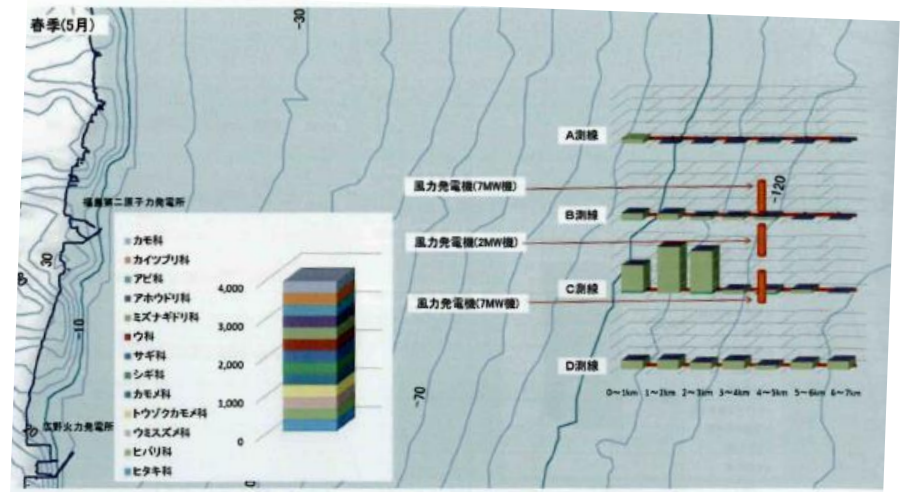 春季(5月)
-30
A測線
風力発電機(7MW機)
-120
福島第二原子力発電所
B測線
カモ科
風力発電機(2MW機)
カイツブリ科
30
アビ科
4,000
アホウドリ科
C測線
ミズナギドリ科
風力発電機(7MW機)
3,000
-10
ウ科
サギ科
2,000
シギ科
D測線
カモメ科
0～1km 1～2km 2～3km 3～4km 4～5km 5～6km 6～7km
-70
1,000
トウゾクカモメ科
広野火力発電所
ウミスズメ科
0
ヒバリ科
ヒタキ科